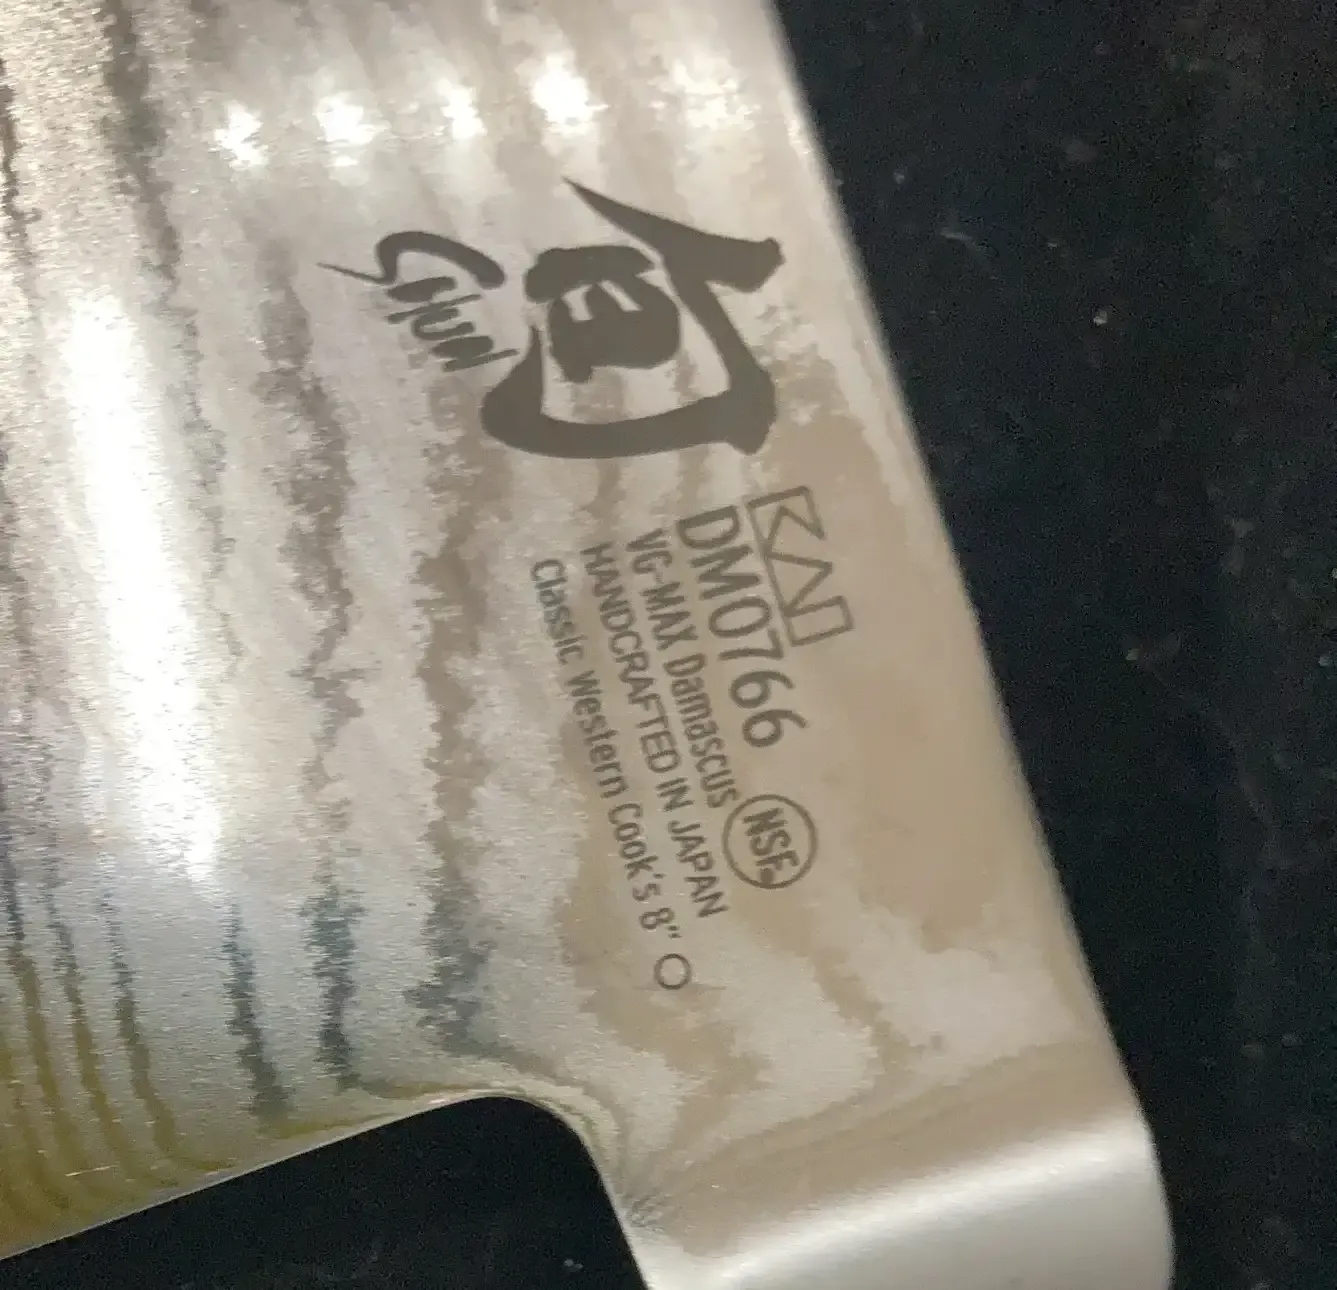 旬
Shun
KAI
DM0766
VG-MAX Damascus
NSF.
HANDCRAFTED IN JAPAN
Classic Western Cook's 8" O